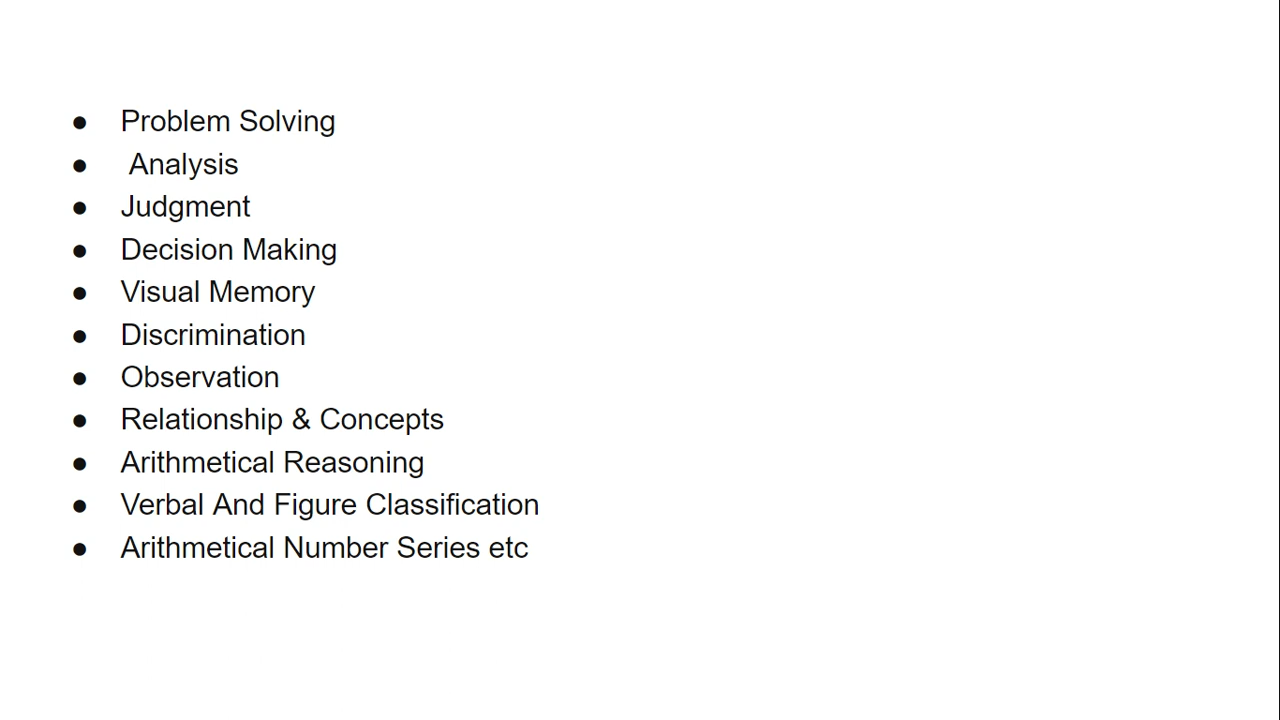 ● Problem Solving
● Analysis
● Judgment
● Decision Making
● Visual Memory
● Discrimination
● Observation
● Relationship & Concepts
● Arithmetical Reasoning
● Verbal And Figure Classification
● Arithmetical Number Series etc